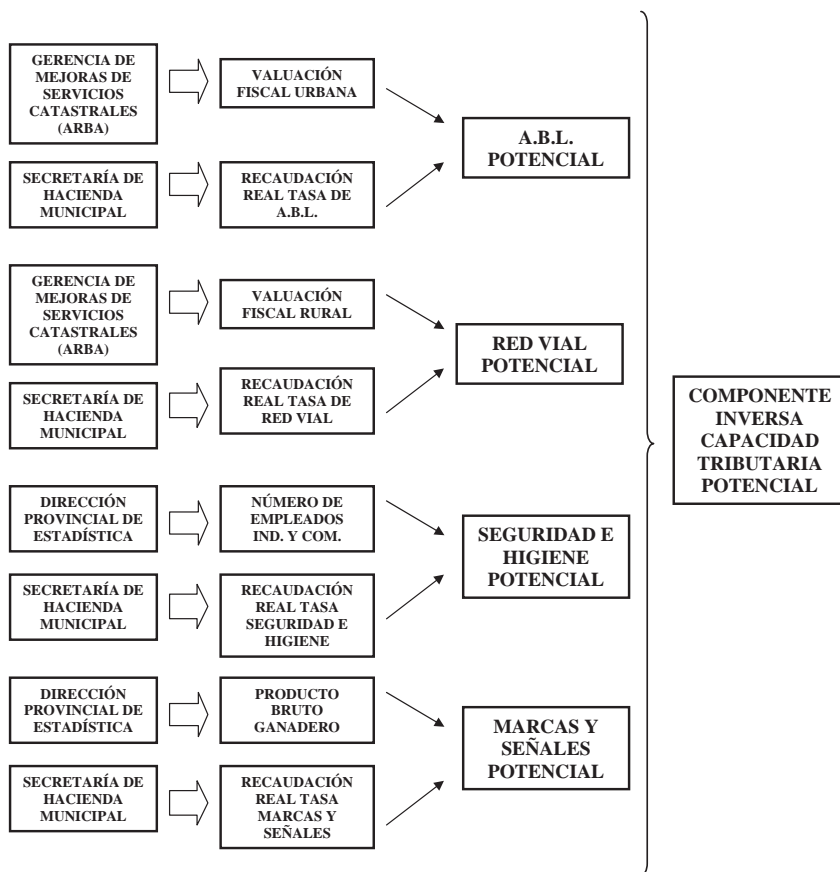 GERENCIA DE
MEJORAS DE
SERVICIOS
CATASTRALES
(ARBA)
VALUACIÓN
FISCAL URBANA
SECRETARÍA DE
HACIENDA
MUNICIPAL
RECAUDACIÓN
REAL TASA DE
A.B.L.
A.B.L.
POTENCIAL
GERENCIA DE
MEJORAS DE
SERVICIOS
CATASTRALES
(ARBA)
VALUACIÓN
FISCAL RURAL
SECRETARÍA DE
HACIENDA
MUNICIPAL
RECAUDACIÓN
REAL TASA DE
RED VIAL
RED VIAL
POTENCIAL
DIRECCIÓN
PROVINCIAL DE
ESTADÍSTICA
NÚMERO DE
EMPLEADOS
IND. Y COM.
SECRETARÍA DE
HACIENDA
MUNICIPAL
RECAUDACIÓN
REAL TASA
SEGURIDAD E
HIGIENE
SEGURIDAD E
HIGIENE
POTENCIAL
DIRECCIÓN
PROVINCIAL DE
ESTADÍSTICA
PRODUCTO
BRUTO
GANADERO
SECRETARÍA DE
HACIENDA
MUNICIPAL
RECAUDACIÓN
REAL TASA
MARCAS Y
SEÑALES
MARCAS Y
SEÑALES
POTENCIAL
COMPONENTE
INVERSA
CAPACIDAD
TRIBUTARIA
POTENCIAL